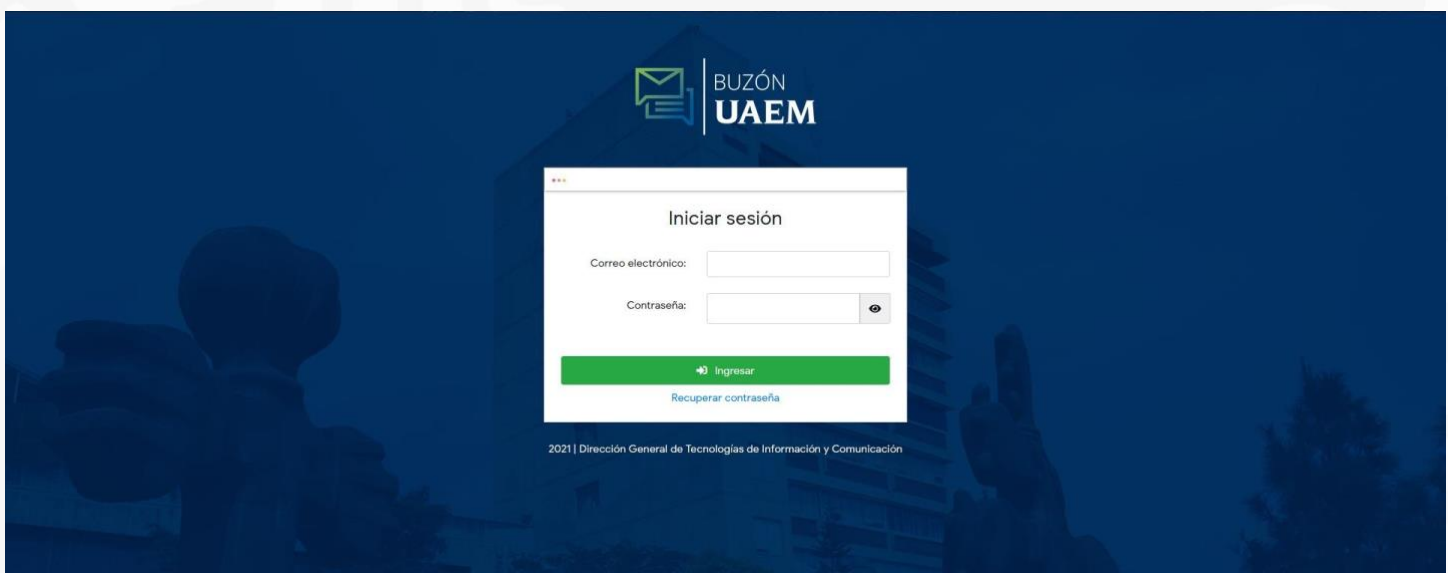 BUZÓN
UAEM
Iniciar sesión
Correo electrónico:
Contraseña:
Ingresar
Recuperar contraseña
2021 | Dirección General de Tecnologías de Información y Comunicación